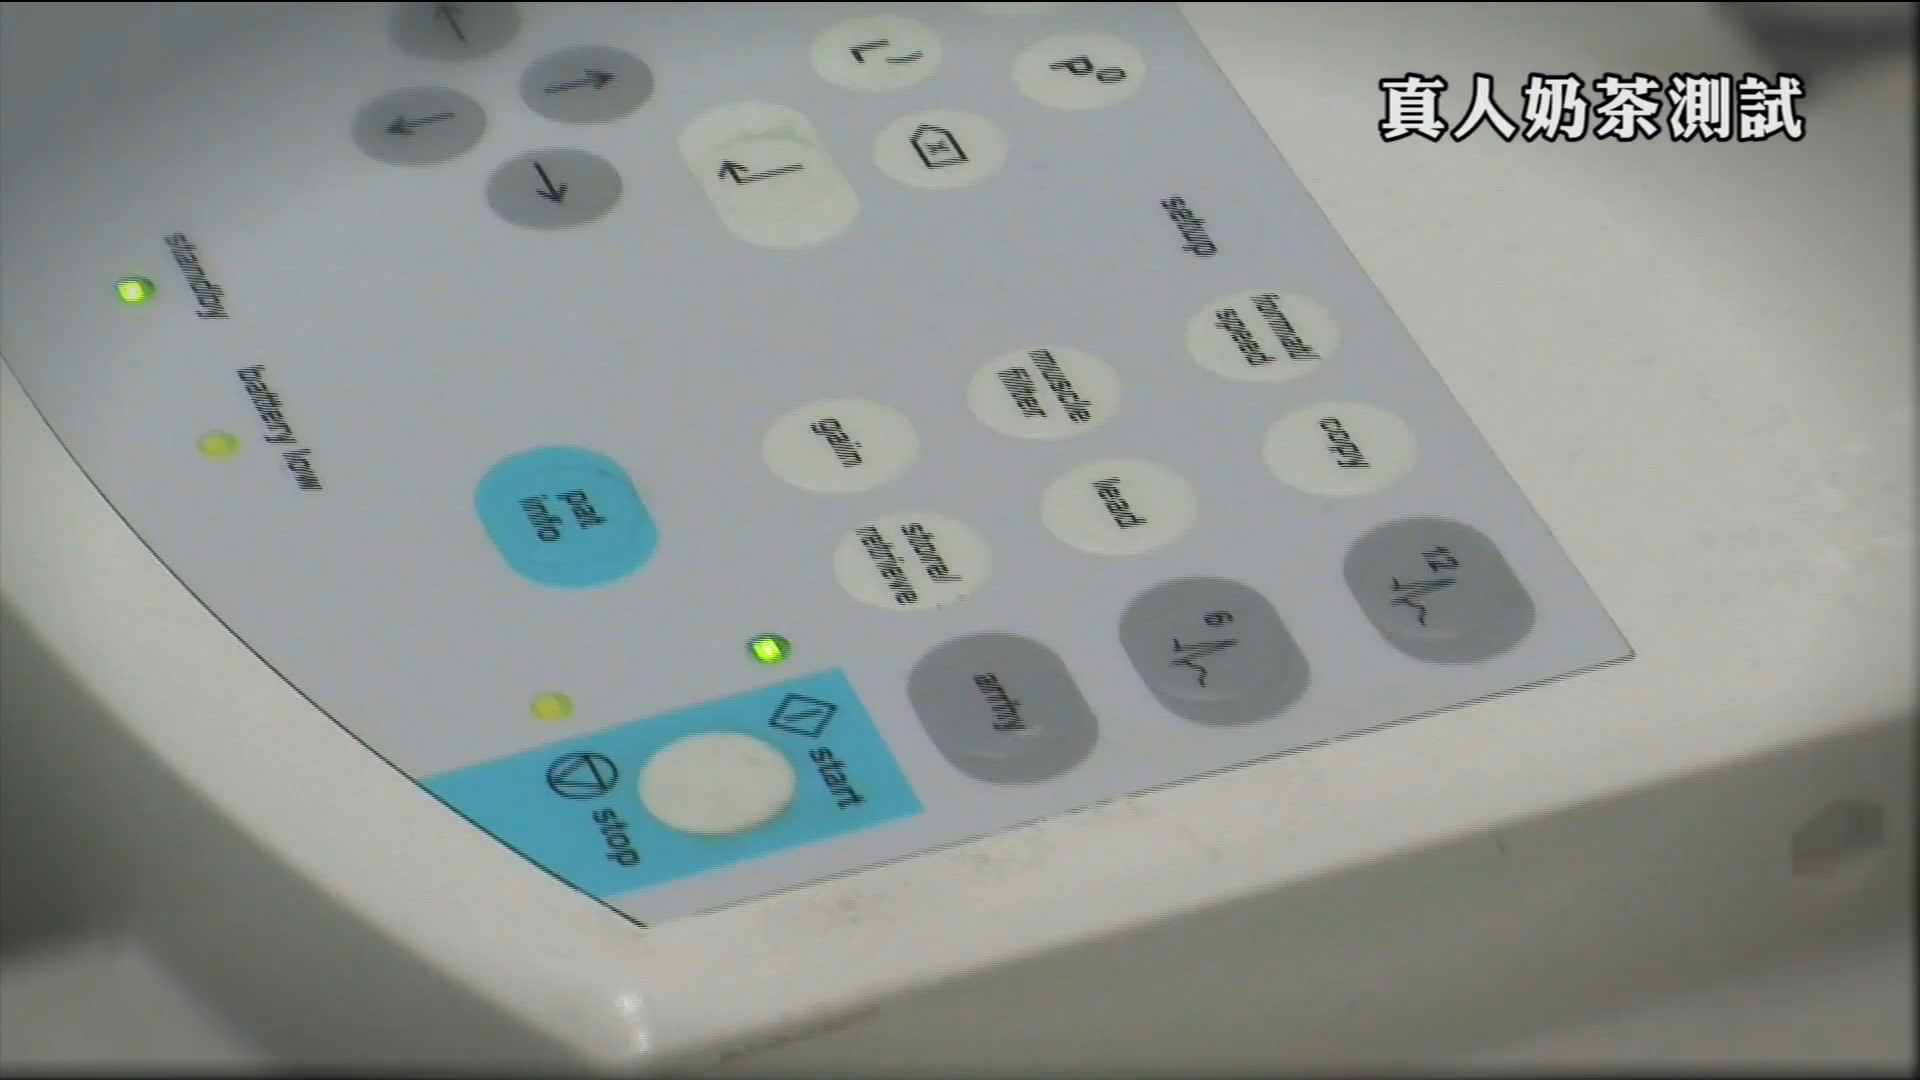 真人奶茶測試
L
P
setup
standby
battery low
format/
speed
muscle
filter
gain
copy
lead
store/
retrieve
pat
info
12
6
arrhy
start
stop